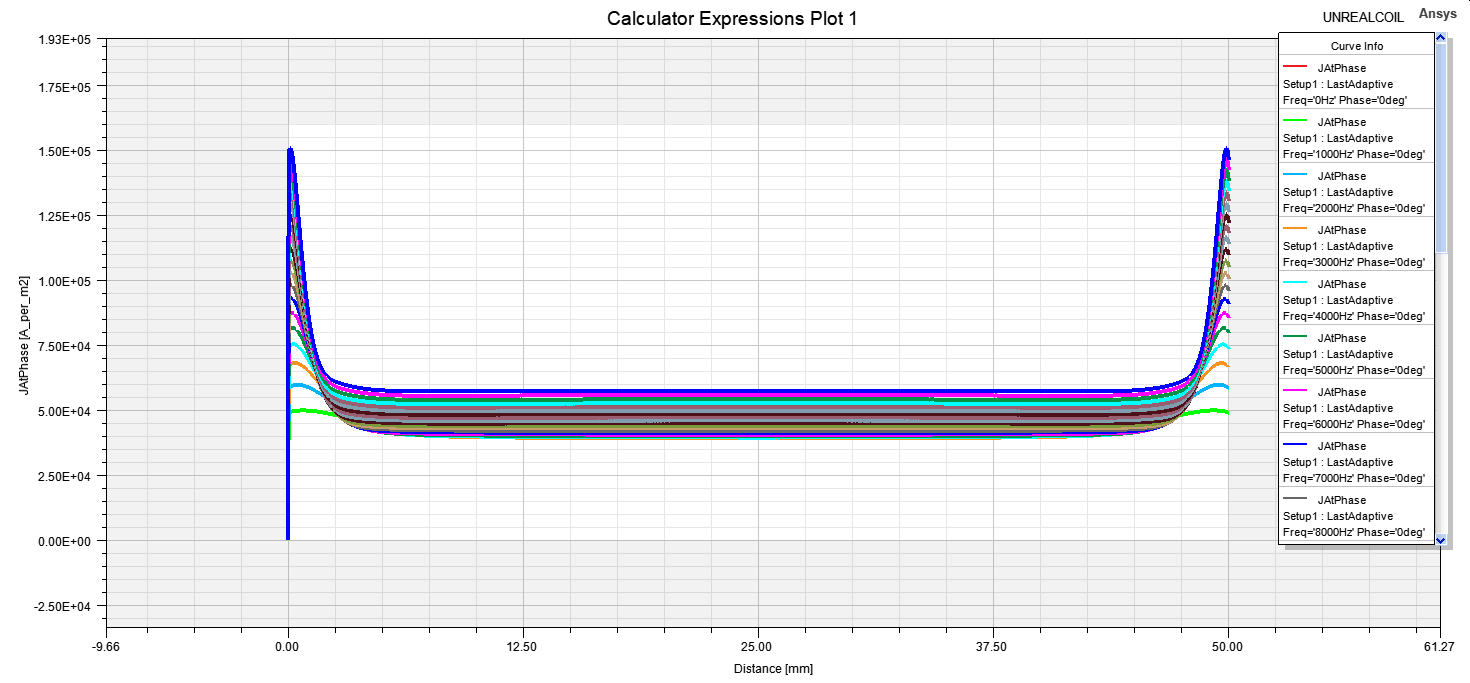 Calculator Expressions Plot 1
UNREALCOIL
Ansys
1.93E+05
1.75E+05
1.50E+05
1.25E+05
1.00E+05
7.50E+04
5.00E+04
2.50E+04
0.00E+00
-2.50E+04
JAtPhase [A_per_m2]
-9.66
0.00
12.50
25.00
37.50
50.00
61.27
Distance [mm]
Curve Info
JAtPhase
Setup1 : LastAdaptive
Freq='0Hz' Phase='0deg'
JAtPhase
Setup1 : LastAdaptive
Freq='1000Hz' Phase='0deg'
JAtPhase
Setup1 : LastAdaptive
Freq='2000Hz' Phase='0deg'
JAtPhase
Setup1 : LastAdaptive
Freq='3000Hz' Phase='0deg'
JAtPhase
Setup1 : LastAdaptive
Freq='4000Hz' Phase='0deg'
JAtPhase
Setup1 : LastAdaptive
Freq='5000Hz' Phase='0deg'
JAtPhase
Setup1 : LastAdaptive
Freq='6000Hz' Phase='0deg'
JAtPhase
Setup1 : LastAdaptive
Freq='7000Hz' Phase='0deg'
JAtPhase
Setup1 : LastAdaptive
Freq='8000Hz' Phase='0deg'